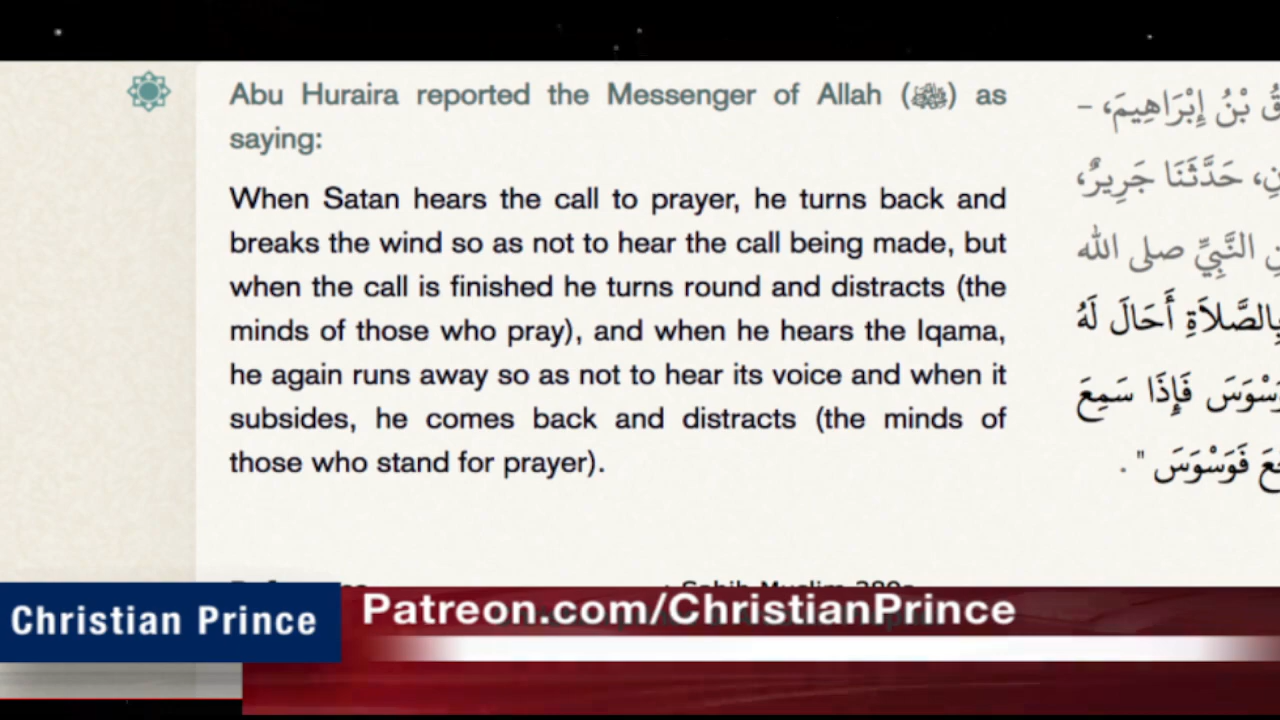 Abu Huraira reported the Messenger of Allah (ﷺ) as
saying:
When Satan hears the call to prayer, he turns back and
breaks the wind so as not to hear the call being made, but
when the call is finished he turns round and distracts (the
minds of those who pray), and when he hears the Iqama,
he again runs away so as not to hear its voice and when it
subsides, he comes back and distracts (the minds of
those who stand for prayer).
بْنُ إِبْرَاهِيمَ، -
حَدَّثَنَا جَرِيرٌ،
النَّبِيِّ صلى الله
بِالصَّلاَةِ أَحَالَ لَهُ
فَإِذَا سَمِعَ
فَوَسْوَسَ " .
Christian Prince
Patreon.com/ChristianPrince